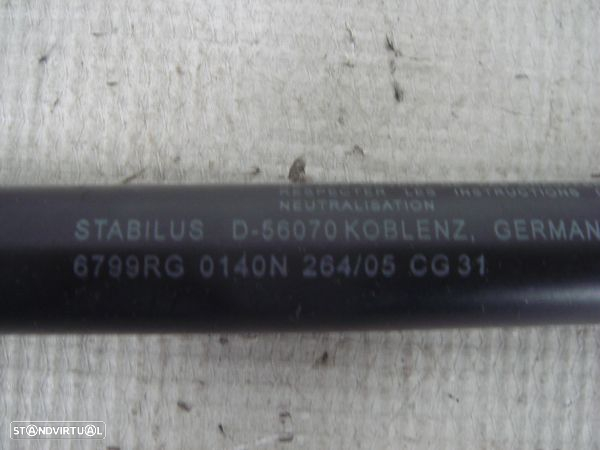 RESPECTER LES INSTRUCTIONS
NEUTRALISATION
STABILUS D-56070 KOBLENZ, GERMAN
6799RG 0140N 264/05 CG31
STANDVIRTUAL